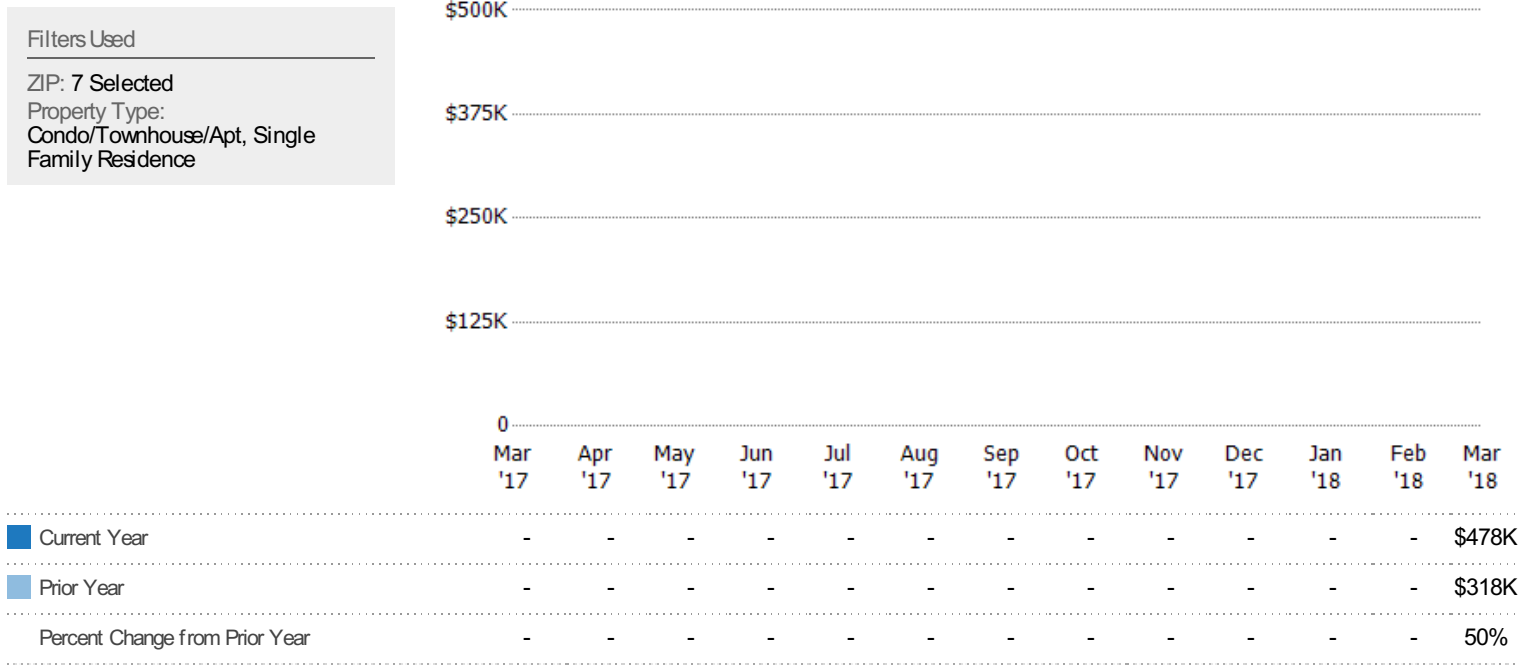 Filters Used
ZIP: 7 Selected
Property Type:
Condo/Townhouse/Apt, Single
Family Residence
$500K
$375K
$250K
$125K
0
Mar Apr May Jun Jul Aug Sep Oct Nov Dec Jan Feb Mar
'17 '17 '17 '17 '17 '17 '17 '17 '17 '17 '18 '18 '18
Current Year - - - - - - - - - - - - $478K
Prior Year - - - - - - - - - - - - $318K
Percent Change from Prior Year - - - - - - - - - - - - 50%